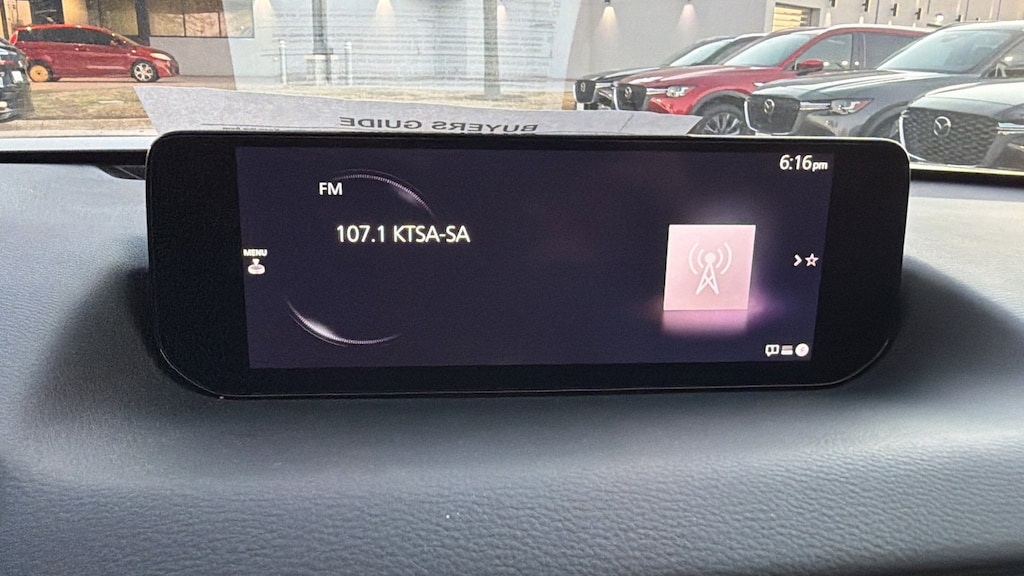 BUYERS GUIDE
6:16pm
FM
107.1 KTSA-SA
MENU